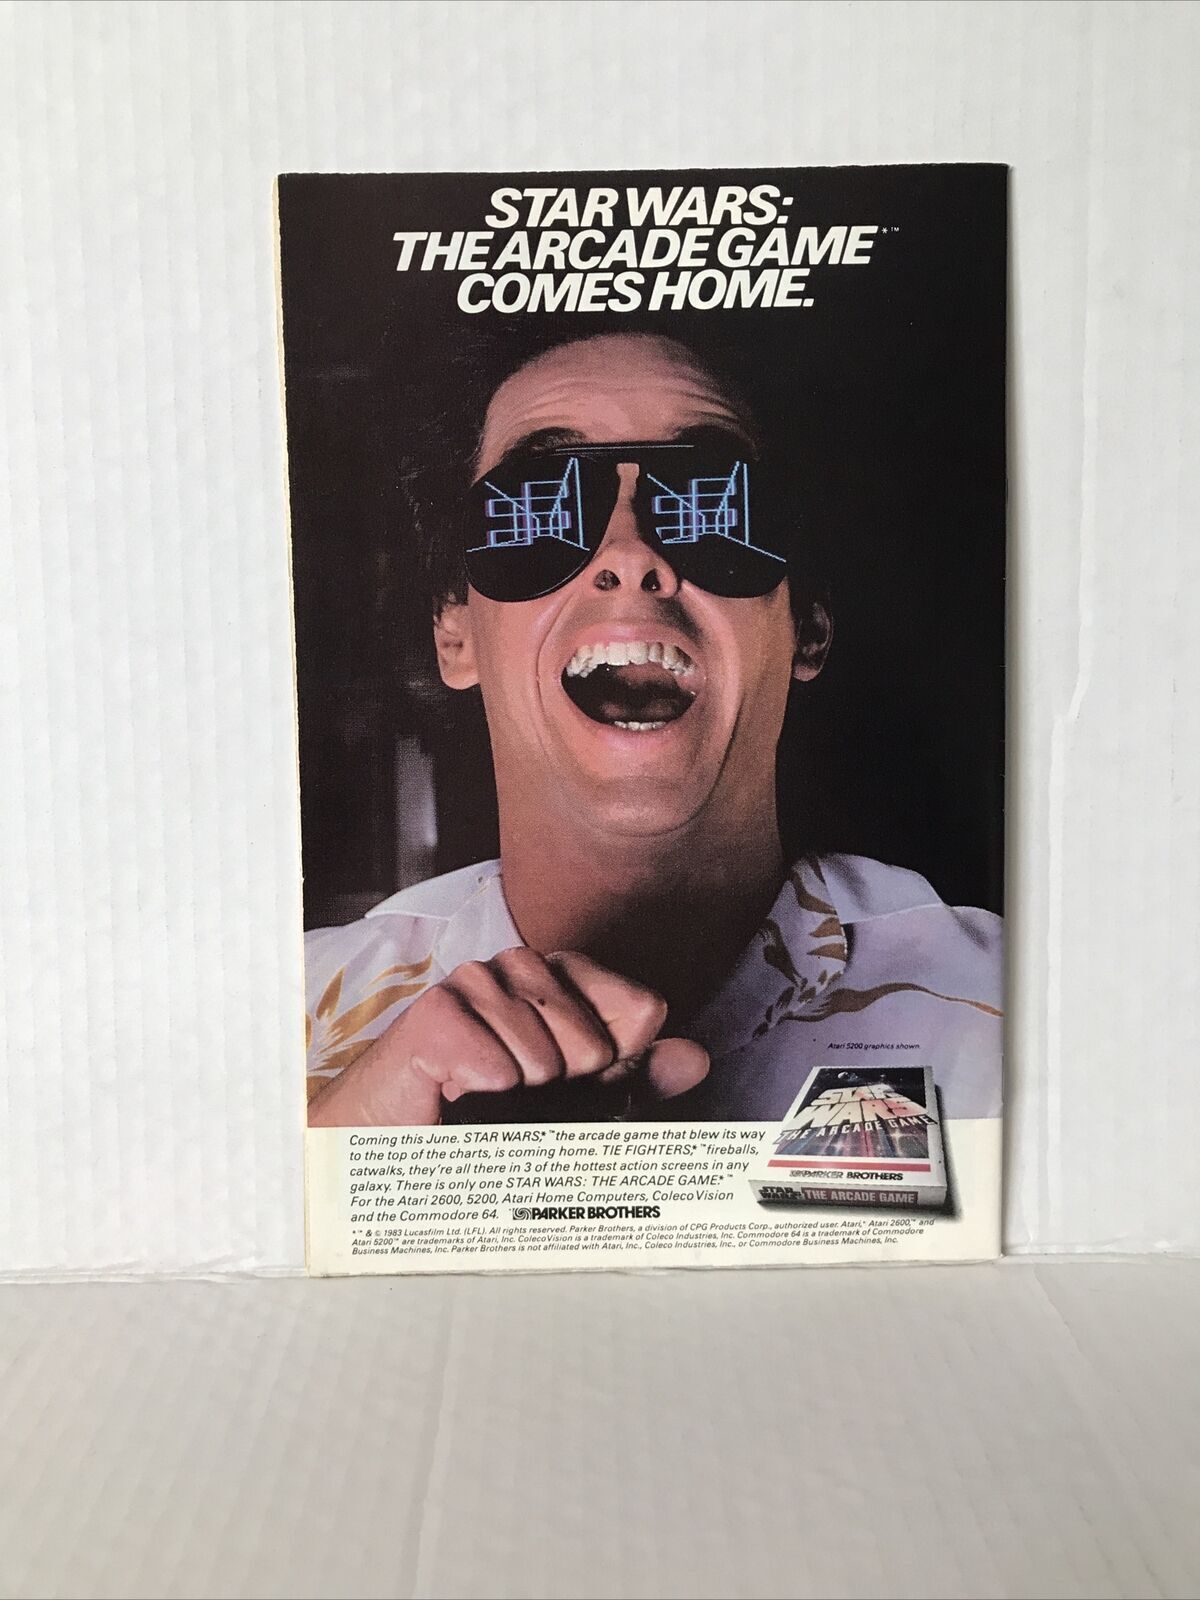 STAR WARS:
THE ARCADE GAME*™
COMES HOME.
Atari 5200 graphics shown.
STAR
WARS
THE ARCADE GAME
PARKER BROTHERS
STAR WARS THE ARCADE GAME
Coming this June. STAR WARS,*™ the arcade game that blew its way
to the top of the charts, is coming home. TIE FIGHTERS,*™ fireballs,
catwalks, they're all there in 3 of the hottest action screens in any
galaxy. There is only one STAR WARS: THE ARCADE GAME.*™
For the Atari 2600, 5200, Atari Home Computers, ColecoVision
and the Commodore 64. PARKER BROTHERS
*™ & © 1983 Lucasfilm Ltd. (LFL). All rights reserved. Parker Brothers, a division of CPG Products Corp., authorized user. Atari,® Atari 2600,™ and
Atari 5200™ are trademarks of Atari, Inc. ColecoVision is a trademark of Coleco Industries, Inc. Commodore 64 is a trademark of Commodore
Business Machines, Inc. Parker Brothers is not affiliated with Atari, Inc., Coleco Industries, Inc., or Commodore Business Machines, Inc.